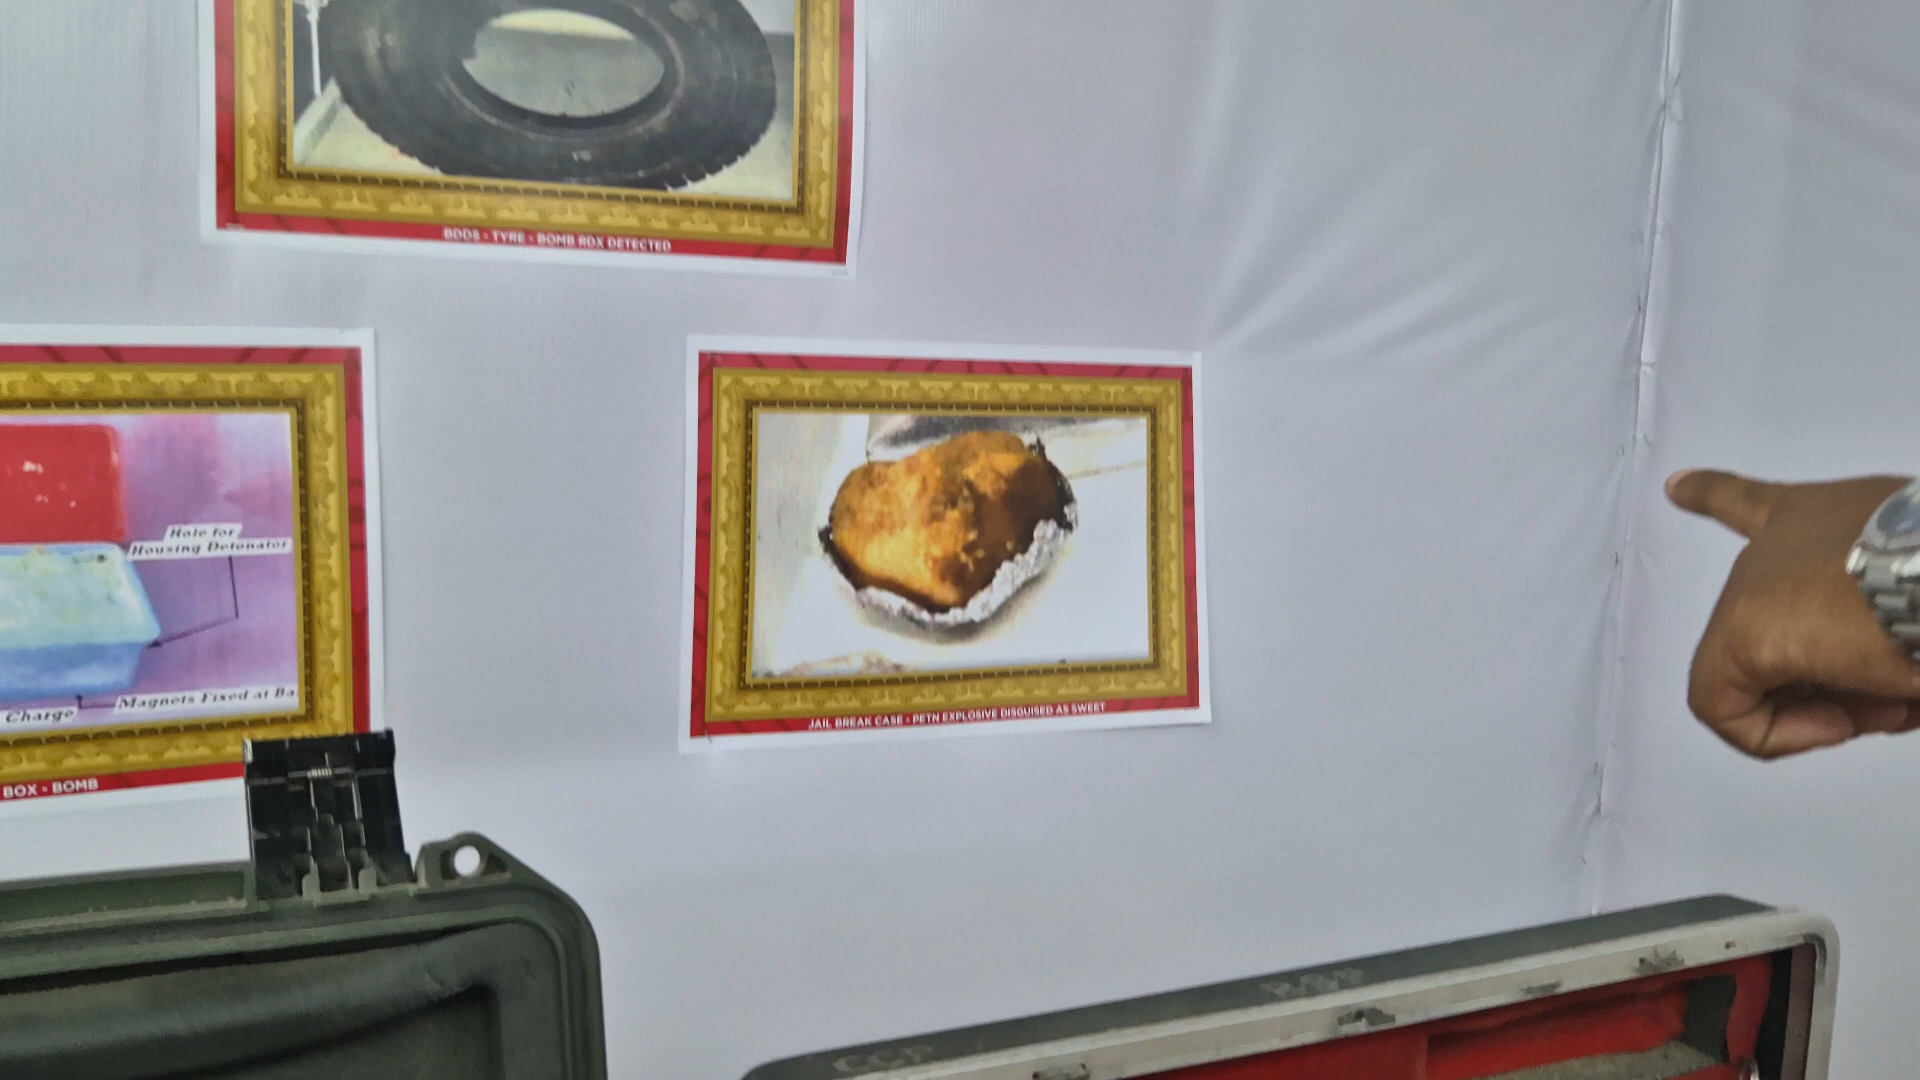 BDDS - TYRE - BOMB RDX DETECTED
Hole for
Housing Detonator
Charge
Magnets Fixed at Ba
BOX - BOMB
JAIL BREAK CASE - PETN EXPLOSIVE DISGUISED AS SWEET